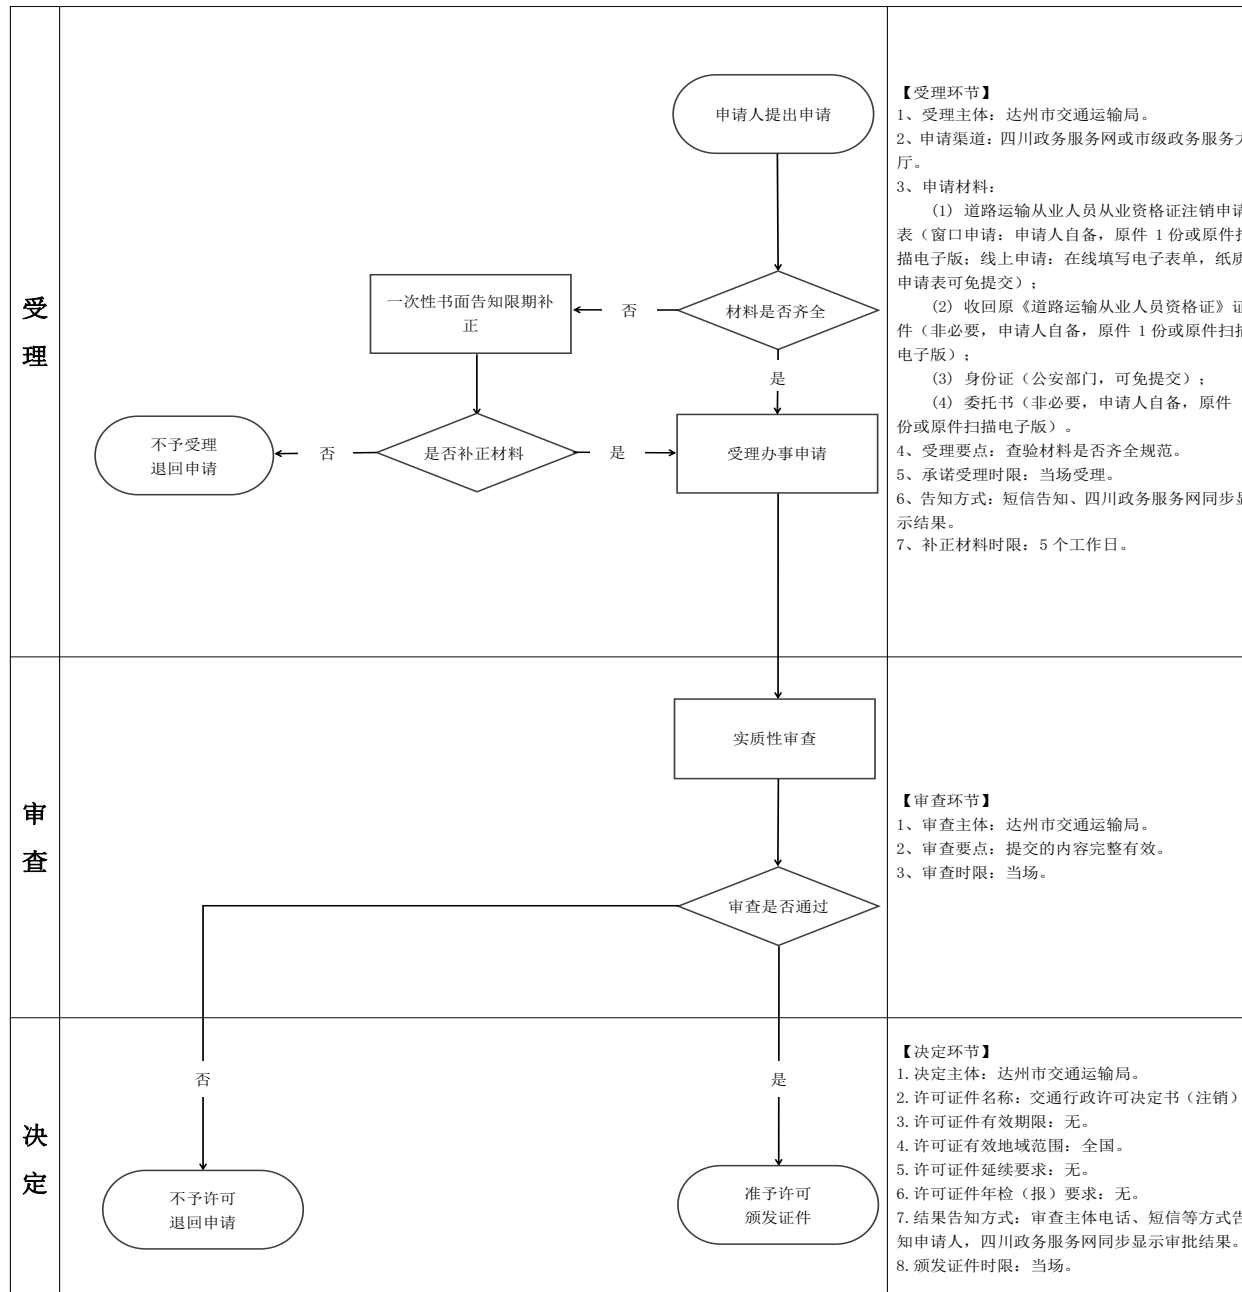 受
理
申请人提出申请
材料是否齐全
否
一次性书面告知限期补
正
是
是否补正材料
否
不予受理
退回申请
是
受理办事申请
【受理环节】
1、受理主体：达州市交通运输局。
2、申请渠道：四川政务服务网或市级政务服务大
厅。
3、申请材料：
（1）道路运输从业人员从业资格证注销申请
表（窗口申请：申请人自备，原件 1 份或原件扫
描电子版；线上申请：在线填写电子表单，纸质
申请表可免提交）；
（2）收回原《道路运输从业人员资格证》证
件（非必要，申请人自备，原件 1 份或原件扫描
电子版）；
（3）身份证（公安部门，可免提交）；
（4）委托书（非必要，申请人自备，原件
份或原件扫描电子版）。
4、受理要点：查验材料是否齐全规范。
5、承诺受理时限：当场受理。
6、告知方式：短信告知、四川政务服务网同步显
示结果。
7、补正材料时限：5 个工作日。
审
查
实质性审查
审查是否通过
【审查环节】
1、审查主体：达州市交通运输局。
2、审查要点：提交的内容完整有效。
3、审查时限：当场。
决
定
否
是
不予许可
退回申请
准予许可
颁发证件
【决定环节】
1.决定主体：达州市交通运输局。
2.许可证件名称：交通行政许可决定书（注销）
3.许可证件有效期限：无。
4.许可证有效地域范围：全国。
5.许可证件延续要求：无。
6.许可证件年检（报）要求：无。
7.结果告知方式：审查主体电话、短信等方式告
知申请人，四川政务服务网同步显示审批结果。
8.颁发证件时限：当场。